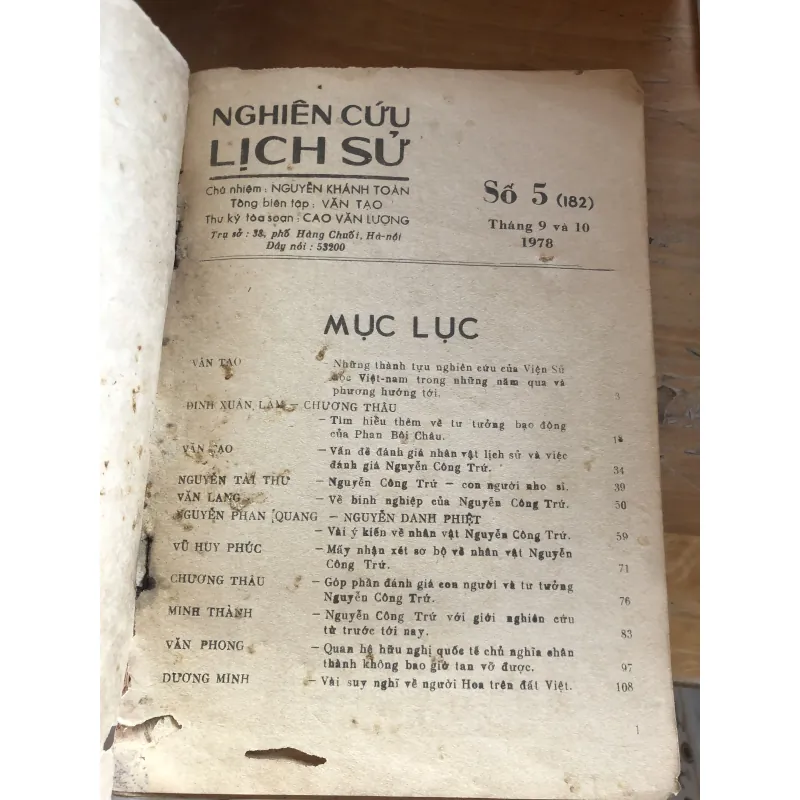 NGHIÊN CỨU
LỊCH SỬ
Chủ nhiệm: NGUYỄN KHÁNH TOÀN
Tổng biên tập: VĂN TẠO
Thư ký tòa soạn: CAO VĂN LƯỢNG
Trụ sở: 38, phố Hàng Chuối, Hà-nội
Dây nói: 53200
Số 5 (182)
Tháng 9 và 10
1978
MỤC LỤC
VĂN TẠO – Những thành tựu nghiên cứu của Viện Sử
học Việt-nam trong những năm qua và
phương hướng tới. 3
ĐINH XUÂN LÂM – CHƯƠNG THÂU
– Tìm hiểu thêm về tư tưởng bạo động
của Phan Bội Châu.
VĂN TẠO – Vấn đề đánh giá nhân vật lịch sử và việc
đánh giá Nguyễn Công Trứ. 34
NGUYỄN TÀI THƯ – Nguyễn Công Trứ – con người nho sĩ. 39
VĂN LANG – Về binh nghiệp của Nguyễn Công Trứ. 50
NGUYỄN PHAN QUANG – NGUYỄN DANH PHIỆT
– Vài ý kiến về nhân vật Nguyễn Công Trứ. 59
VŨ HUY PHÚC – Mấy nhận xét sơ bộ về nhân vật Nguyễn
Công Trứ. 71
CHƯƠNG THÂU – Góp phần đánh giá con người và tư tưởng
Nguyễn Công Trứ. 76
MINH THÀNH – Nguyễn Công Trứ với giới nghiên cứu
từ trước tới nay. 83
VĂN PHONG – Quan hệ hữu nghị quốc tế chủ nghĩa chân
thành không bao giờ tan vỡ được. 97
DƯƠNG MINH – Vài suy nghĩ về người Hoa trên đất Việt. 108
1